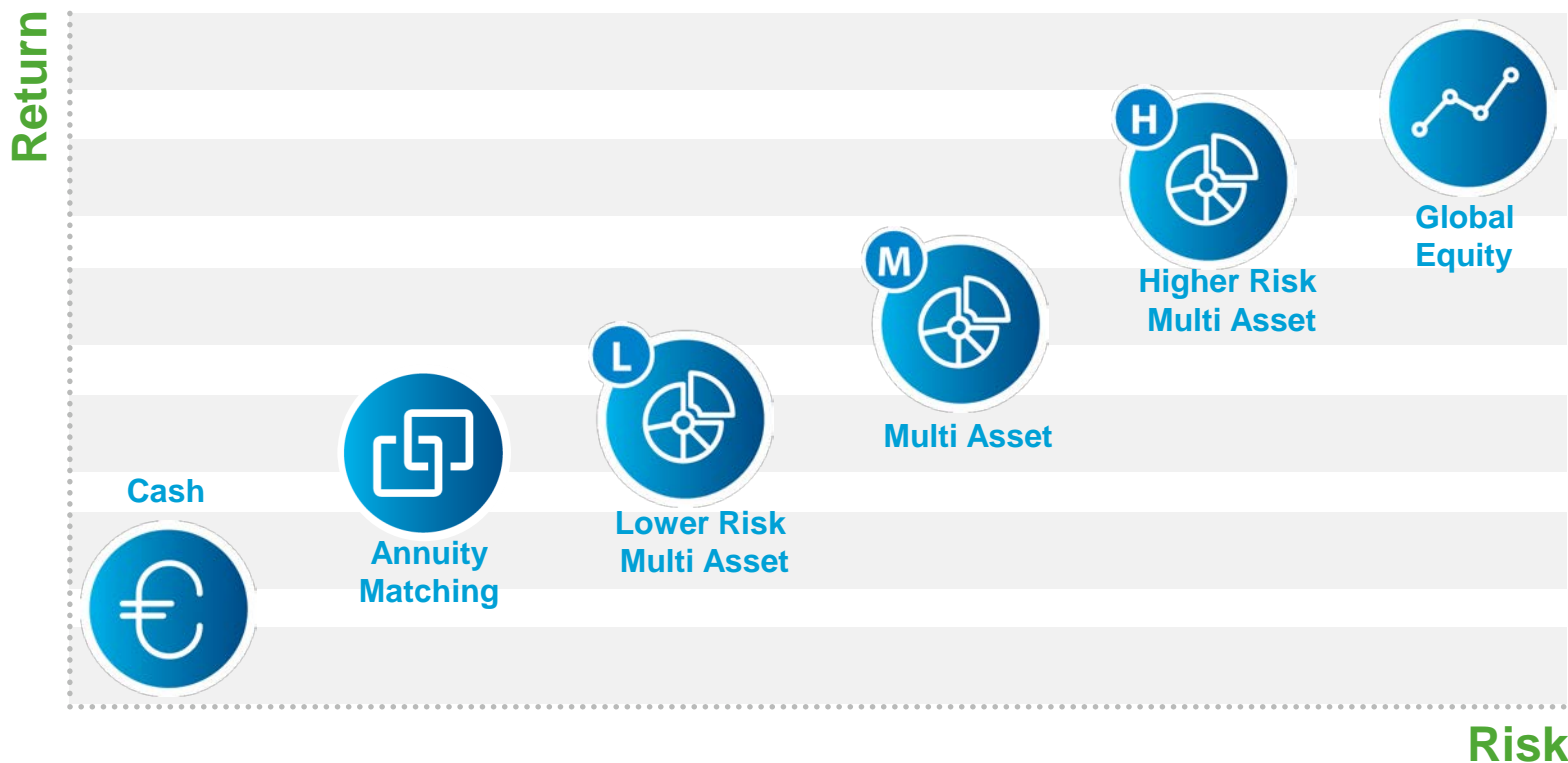 Return
H
Global
Equity
M
Higher Risk
Multi Asset
L
Multi Asset
Cash
Lower Risk
Multi Asset
Annuity
Matching
€
Risk